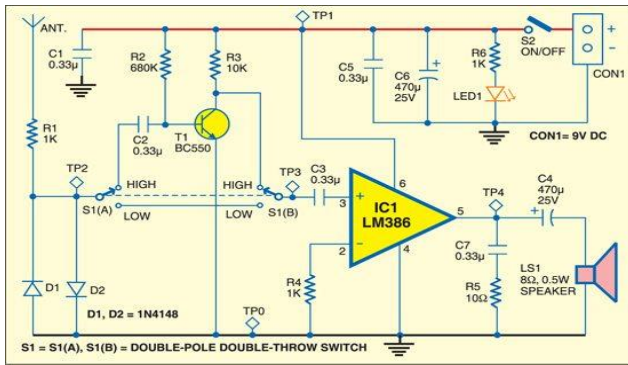 ANT.
C1
0.33µ
R2
680K
R3
10K
TP1
S2
ON/OFF
+
−
CON1
C5
0.33µ
C6
470µ
25V
+
R6
1K
LED1
CON1= 9V DC
R1
1K
TP2
C2
0.33µ
T1
BC550
HIGH
HIGH
S1(A)
LOW
LOW
S1(B)
TP3
C3
0.33µ
3
+
6
IC1
LM386
5
−
2
4
TP4
C4
470µ
25V
+
C7
0.33µ
R5
10Ω
LS1
8Ω, 0.5W
SPEAKER
R4
1K
D1
D2
D1, D2 = 1N4148
TP0
S1 = S1(A), S1(B) = DOUBLE-POLE DOUBLE-THROW SWITCH